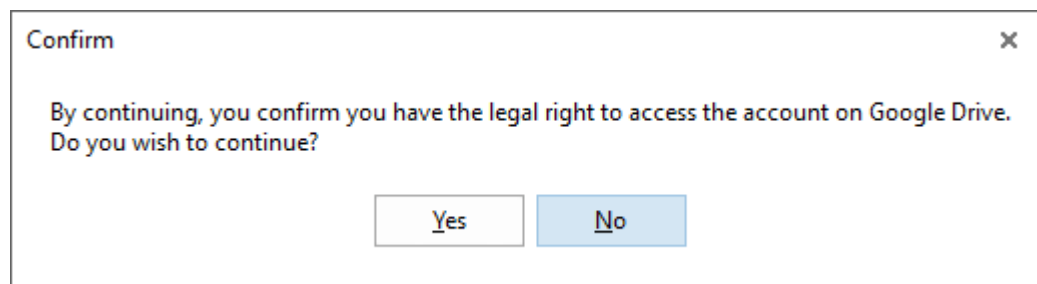 Confirm
By continuing, you confirm you have the legal right to access the account on Google Drive.
Do you wish to continue?
Yes
No